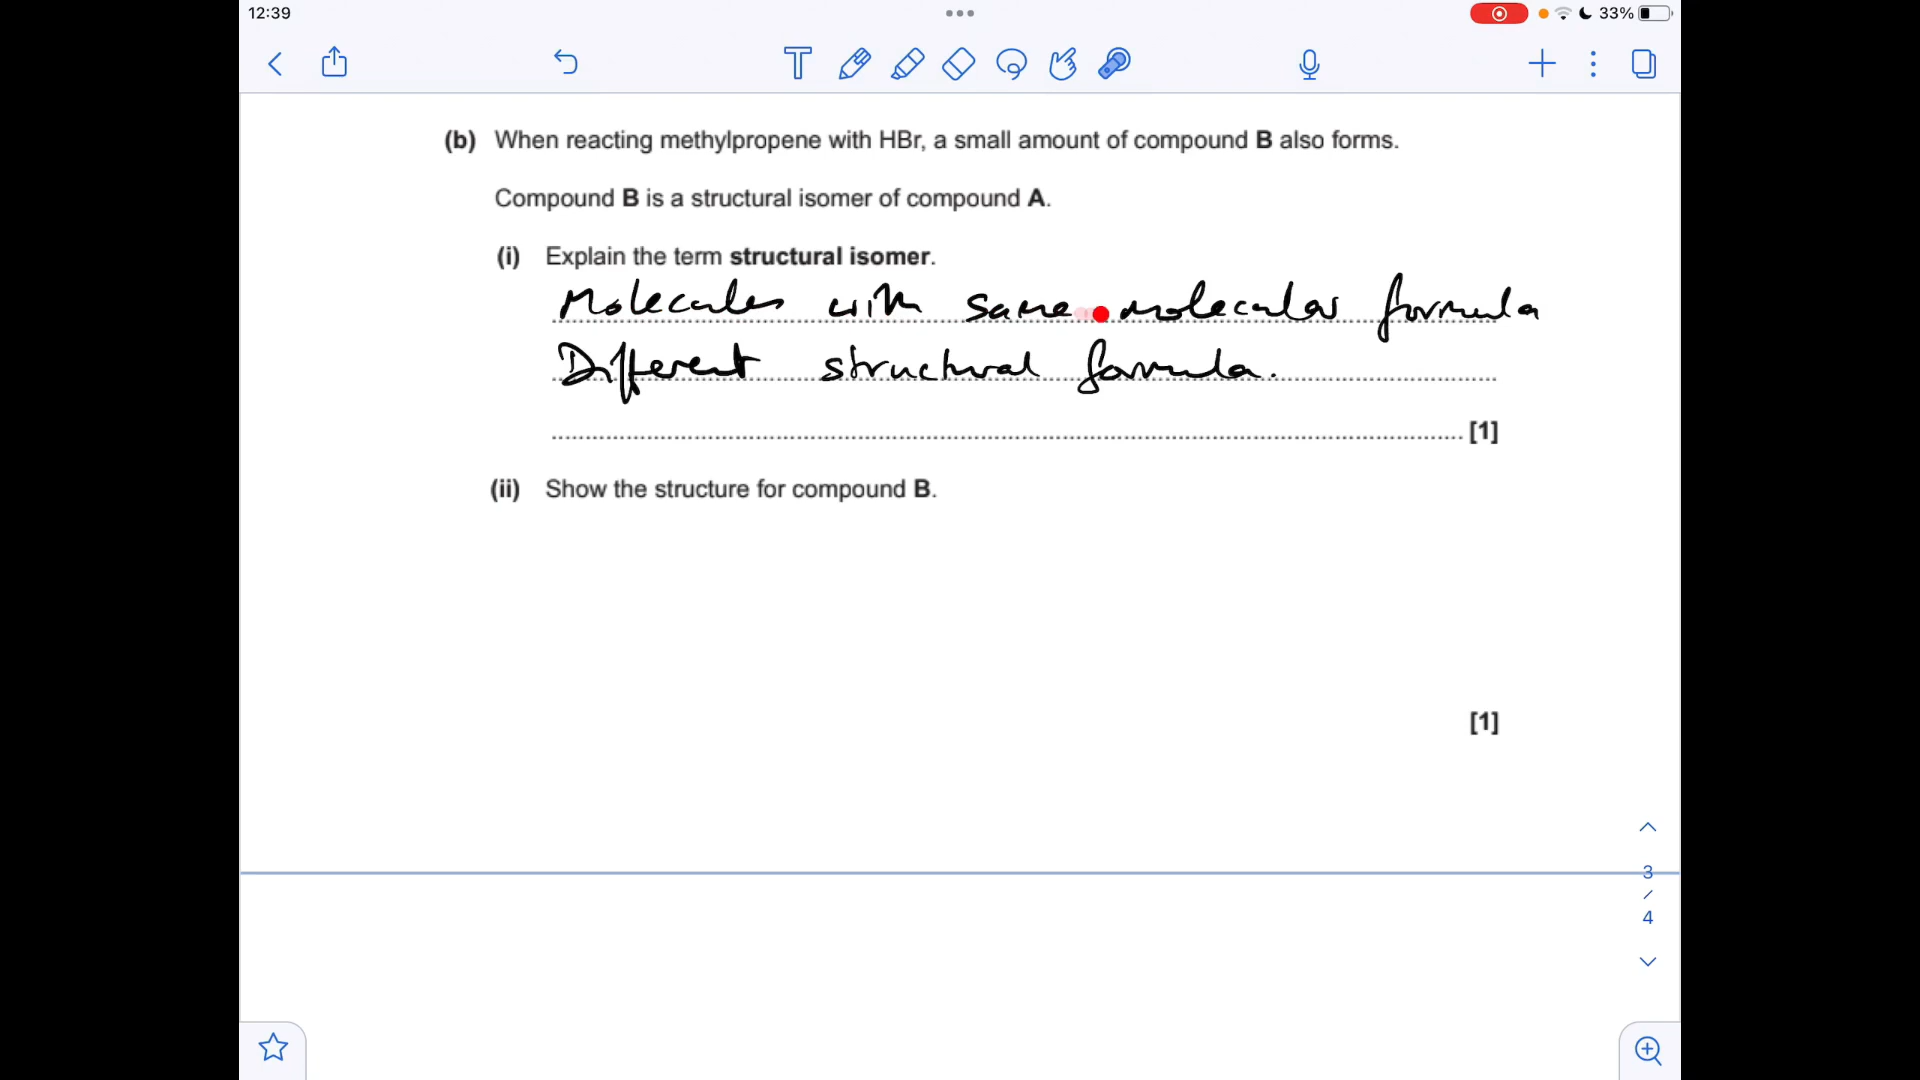 12:39
33%
(b) When reacting methylpropene with HBr, a small amount of compound B also forms.
Compound B is a structural isomer of compound A.
(i) Explain the term structural isomer.
Molecules with same molecular formula
Different structural formula.
[1]
(ii) Show the structure for compound B.
[1]
3
/
4